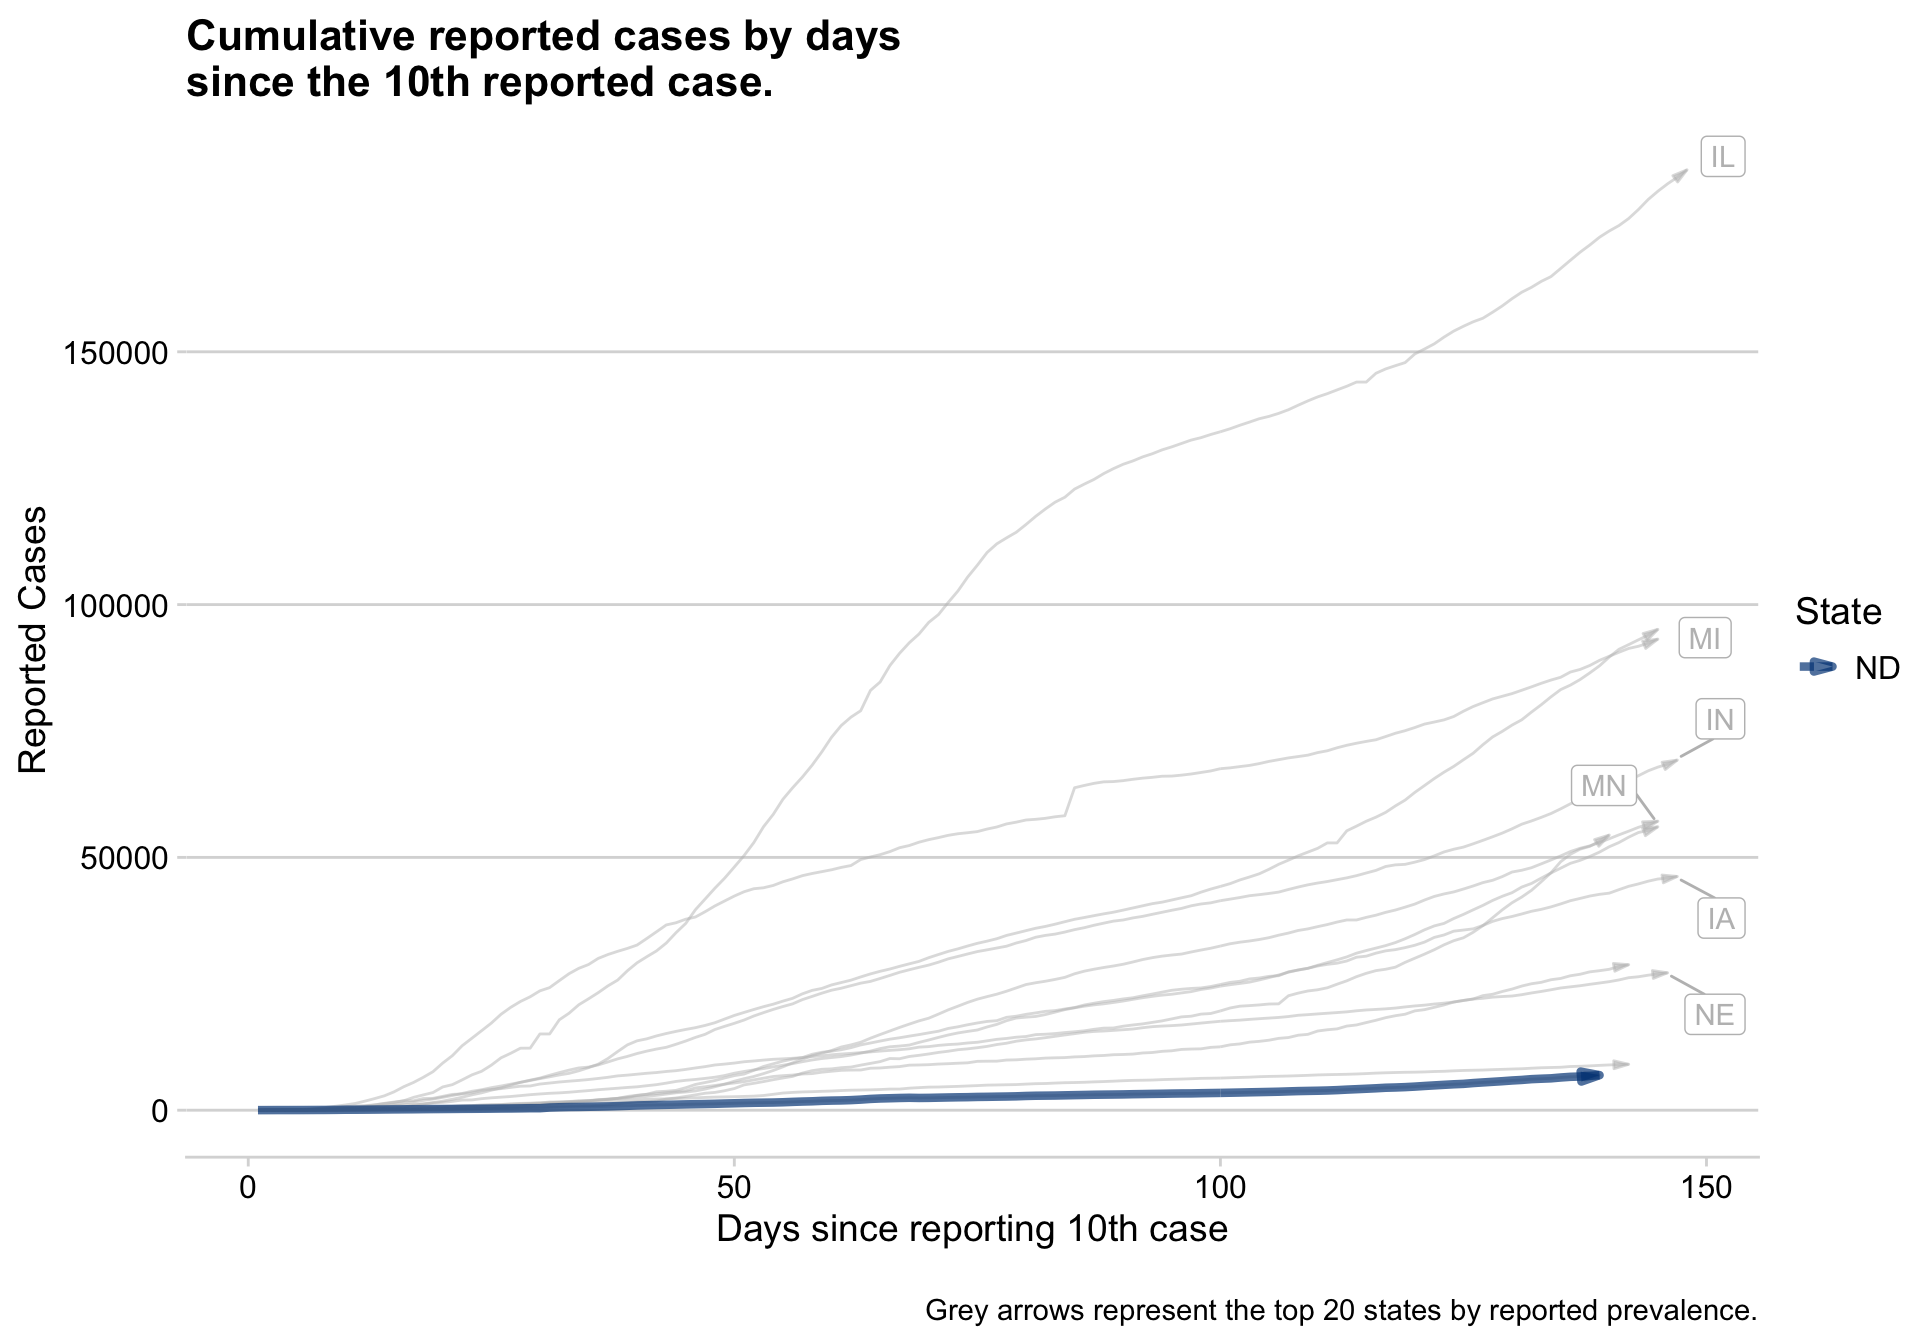 Cumulative reported cases by days
since the 10th reported case.
IL
150000
100000
MI
State
ND
IN
MN
50000
IA
NE
0
Reported Cases
0 50 100 150
Days since reporting 10th case
Grey arrows represent the top 20 states by reported prevalence.